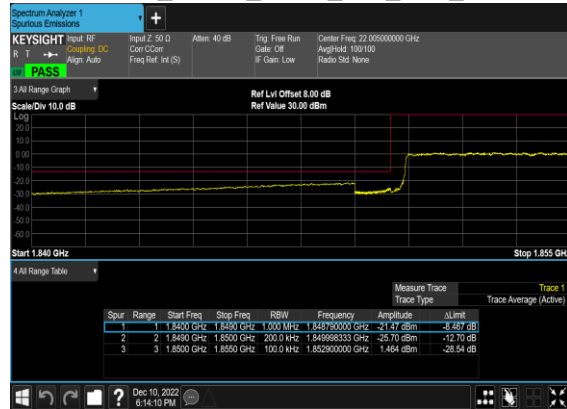 Spectrum Analyzer 1
Spurious Emissions
KEYSIGHT Input: RF Input Z: 50 Ω Atten: 40 dB Trig: Free Run Center Freq: 22.005000000 GHz
R T Coupling: DC Corr CCorr Gate: Off Avg|Hold: 100/100
Align: Auto Freq Ref: Int (S) IF Gain: Low Radio Std: None
PASS
3 All Range Graph
Ref Lvl Offset 8.00 dB
Scale/Div 10.0 dB Ref Value 30.00 dBm
Log
20.0
10.0
0.00
-10.0
-20.0
-30.0
-40.0
-50.0
-60.0
Start 1.840 GHz Stop 1.855 GHz
4 All Range Table
Measure Trace Trace 1
Trace Type Trace Average (Active)
Spur Range Start Freq Stop Freq RBW Frequency Amplitude ΔLimit
1 1 1.8400 GHz 1.8490 GHz 1.000 MHz 1.848790000 GHz -21.47 dBm -8.467 dB
2 2 1.8490 GHz 1.8500 GHz 200.0 kHz 1.849998333 GHz -25.70 dBm -12.70 dB
3 3 1.8500 GHz 1.8550 GHz 100.0 kHz 1.852900000 GHz 1.464 dBm -28.54 dB
? Dec 10, 2022
6:14:10 PM